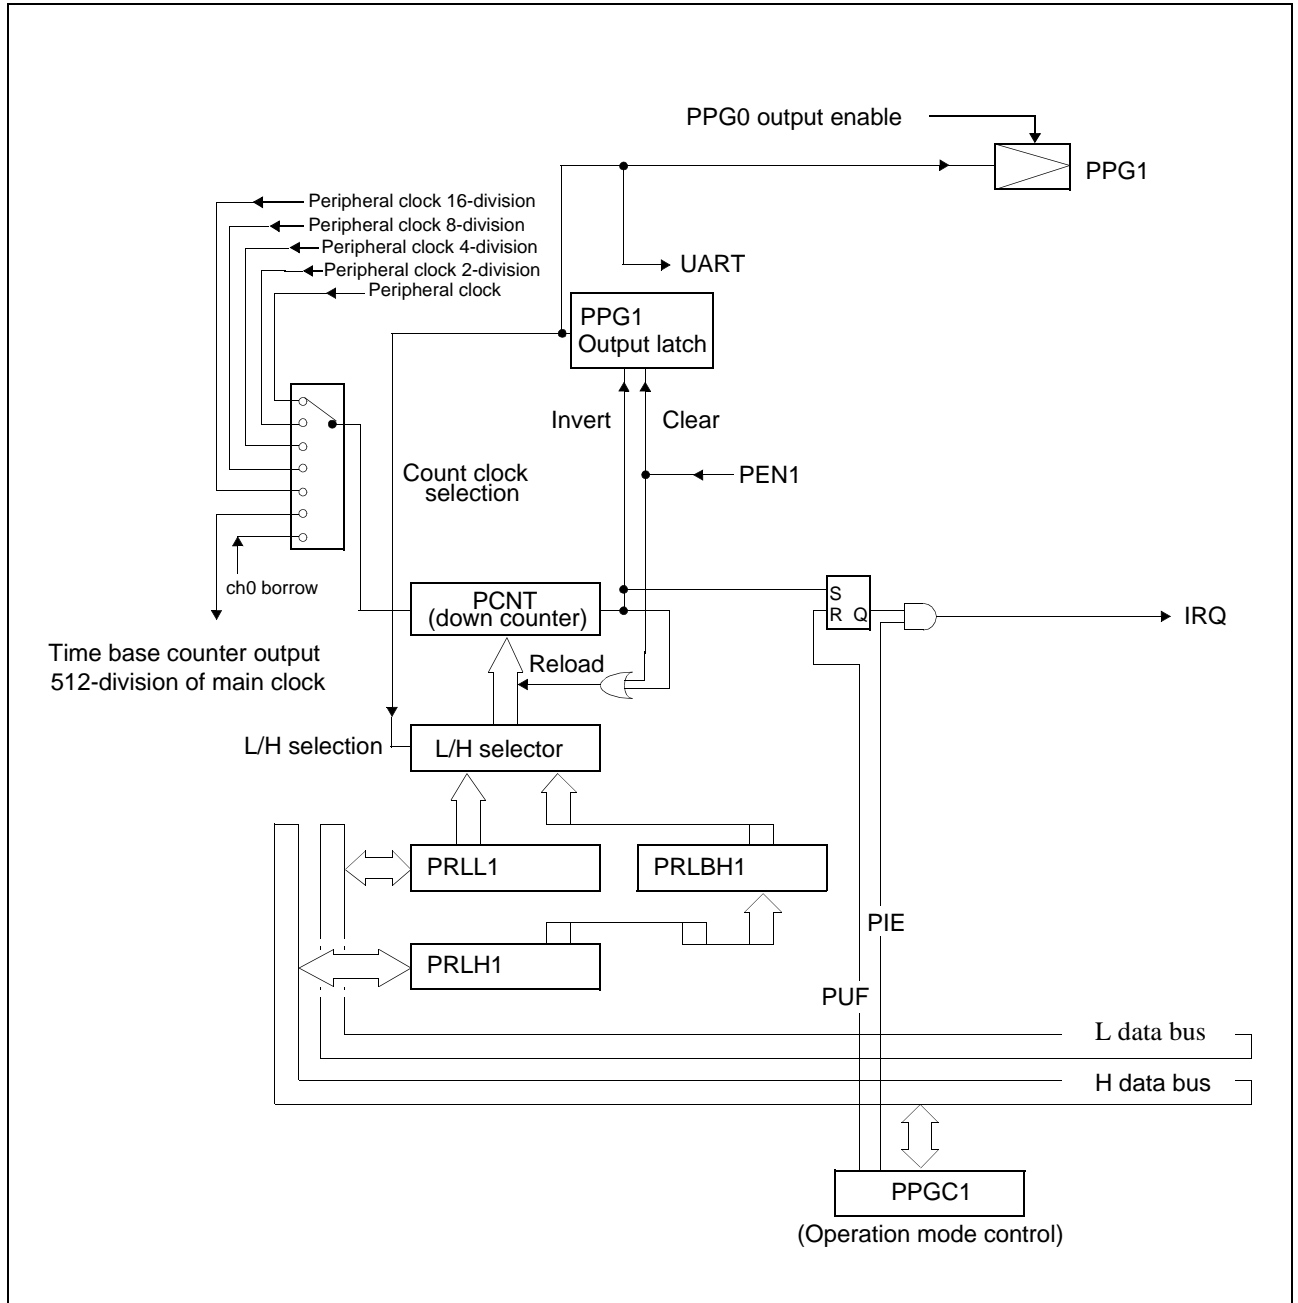 PPG0 output enable
PPG1
Peripheral clock 16-division
Peripheral clock 8-division
Peripheral clock 4-division
Peripheral clock 2-division
Peripheral clock
UART
PPG1
Output latch
Invert
Clear
Count clock
selection
PEN1
ch0 borrow
PCNT
(down counter)
S
R Q
IRQ
Time base counter output
512-division of main clock
Reload
L/H selection
L/H selector
PRLL1
PRLBH1
PIE
PRLH1
PUF
L data bus
H data bus
PPGC1
(Operation mode control)